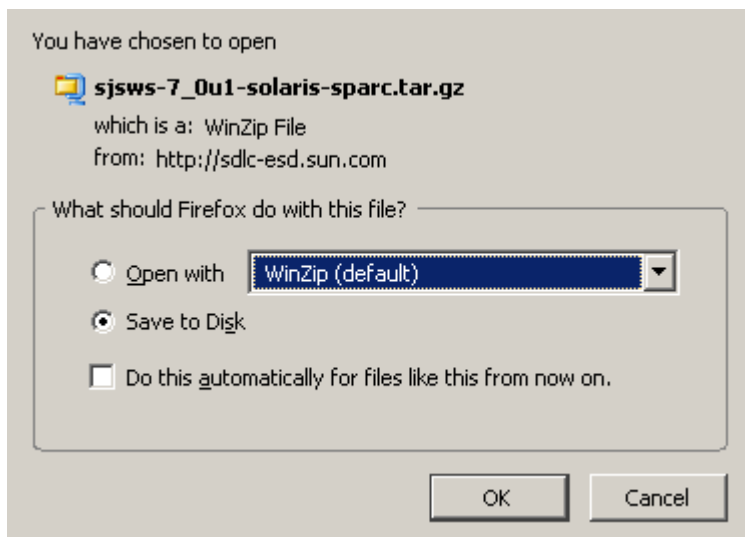 You have chosen to open
sjsws-7_0u1-solaris-sparc.tar.gz
which is a: WinZip File
from: http://sdlc-esd.sun.com
What should Firefox do with this file?
Open with WinZip (default)
Save to Disk
Do this automatically for files like this from now on.
OK Cancel